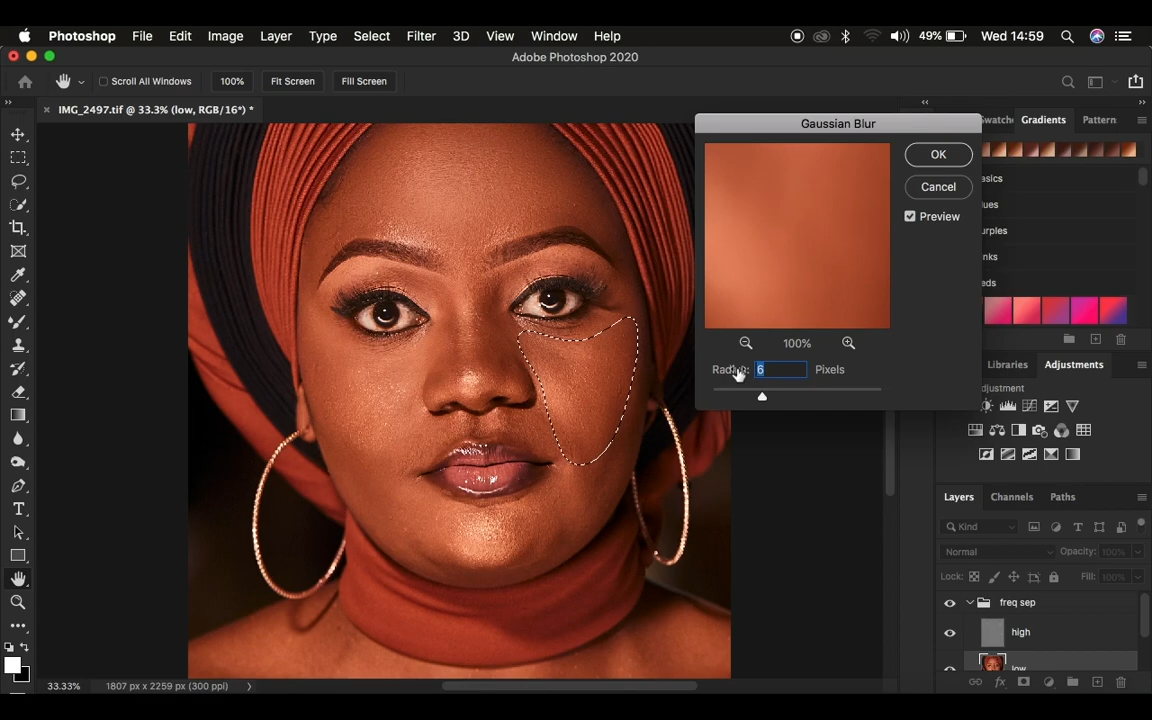 Photoshop File Edit Image Layer Type Select Filter 3D View Window Help 49% Wed 14:59
Adobe Photoshop 2020
Scroll All Windows 100% Fit Screen Fill Screen
IMG_2497.tif @ 33.3% (low, RGB/16*) *
Gaussian Blur
OK
Cancel
Preview
100%
Radius: 6 Pixels
Swatche Gradients Pattern
asics
lues
urples
nks
eds
Libraries Adjustments
djustment
Layers Channels Paths
Kind
Normal Opacity: 100%
Lock: Fill: 100%
freq sep
high
low
fx
33.33% 1807 px x 2259 px (300 ppi)